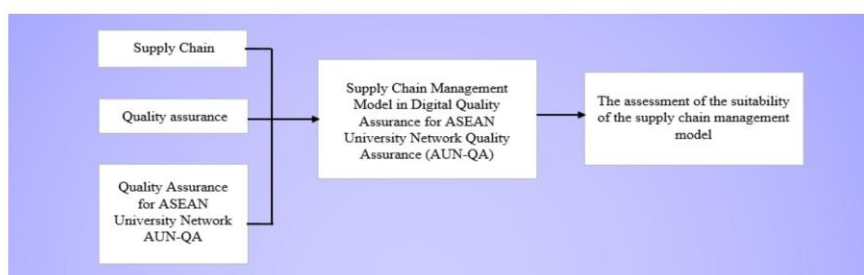 Supply Chain
Quality assurance
Quality Assurance
for ASEAN
University Network
AUN-QA
Supply Chain Management
Model in Digital Quality
Assurance for ASEAN
University Network Quality
Assurance (AUN-QA)
The assessment of the suitability
of the supply chain management
model